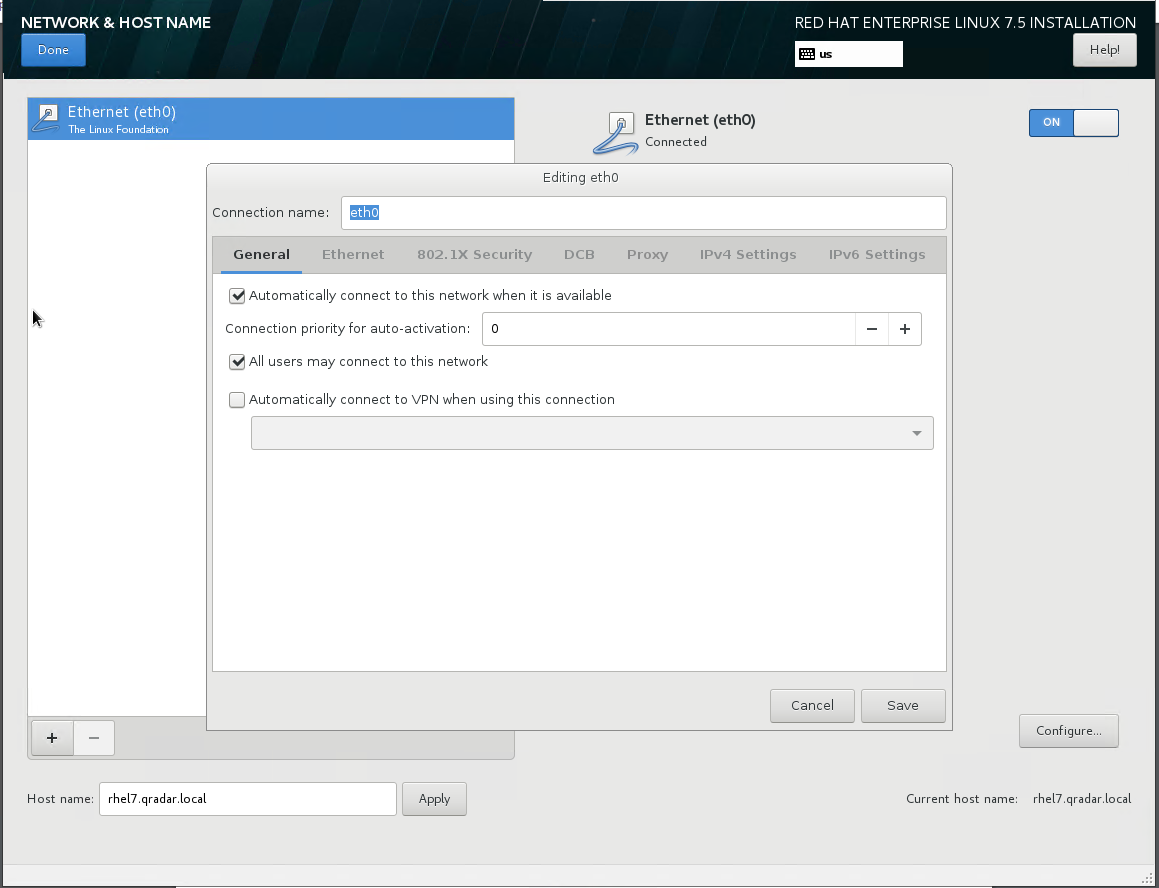 NETWORK & HOST NAME
RED HAT ENTERPRISE LINUX 7.5 INSTALLATION
Done
us
Help!
Ethernet (eth0)
The Linux Foundation
Ethernet (eth0)
Connected
ON
Editing eth0
Connection name: eth0
General Ethernet 802.1X Security DCB Proxy IPv4 Settings IPv6 Settings
Automatically connect to this network when it is available
Connection priority for auto-activation: 0 − +
All users may connect to this network
Automatically connect to VPN when using this connection
Cancel Save
+ −
Configure...
Host name: rhel7.qradar.local Apply
Current host name: rhel7.qradar.local